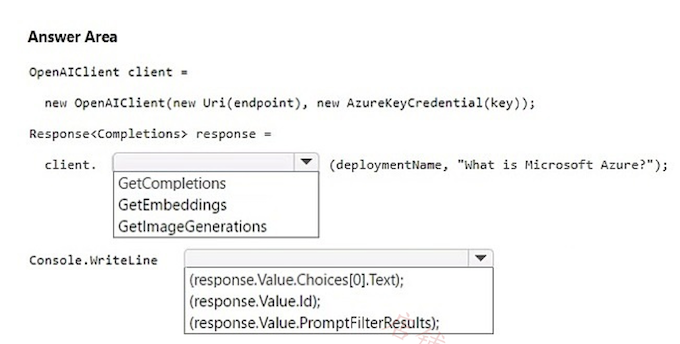 Answer Area
OpenAIClient client =
new OpenAIClient(new Uri(endpoint), new AzureKeyCredential(key));
Response<Completions> response =
client. (deploymentName, "What is Microsoft Azure?");
GetCompletions
GetEmbeddings
GetImageGenerations
Console.WriteLine
(response.Value.Choices[0].Text);
(response.Value.Id);
(response.Value.PromptFilterResults);